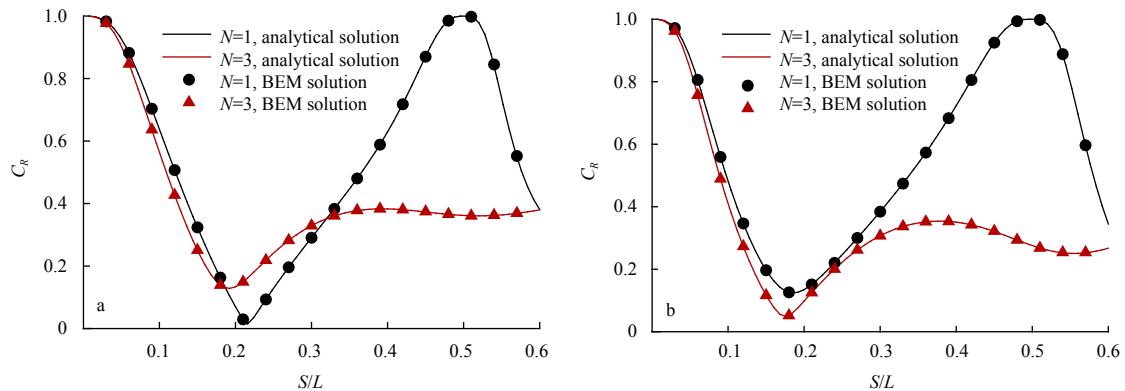 1.0
0.8
0.6
0.4
0.2
0
C_R
N=1, analytical solution
N=3, analytical solution
N=1, BEM solution
N=3, BEM solution
a
0.1 0.2 0.3 0.4 0.5 0.6
S/L
1.0
0.8
0.6
0.4
0.2
0
C_R
N=1, analytical solution
N=3, analytical solution
N=1, BEM solution
N=3, BEM solution
b
0.1 0.2 0.3 0.4 0.5 0.6
S/L